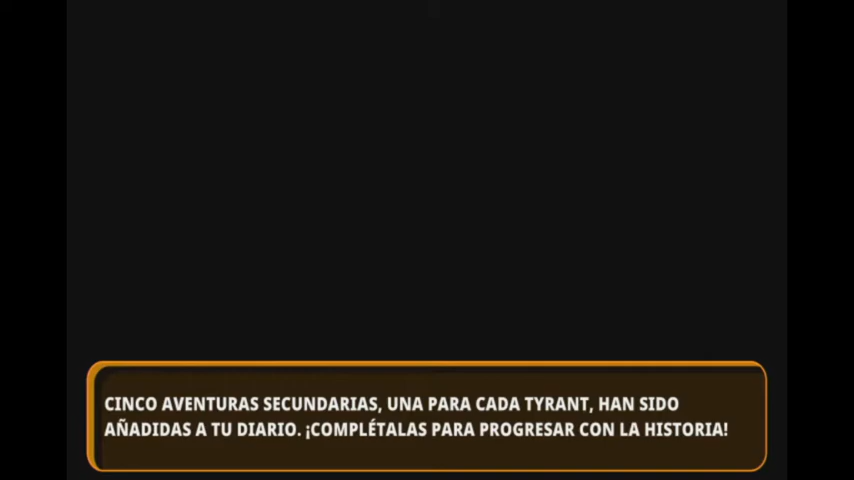 CINCO AVENTURAS SECUNDARIAS, UNA PARA CADA TYRANT, HAN SIDO
AÑADIDAS A TU DIARIO. ¡COMPLÉTALAS PARA PROGRESAR CON LA HISTORIA!